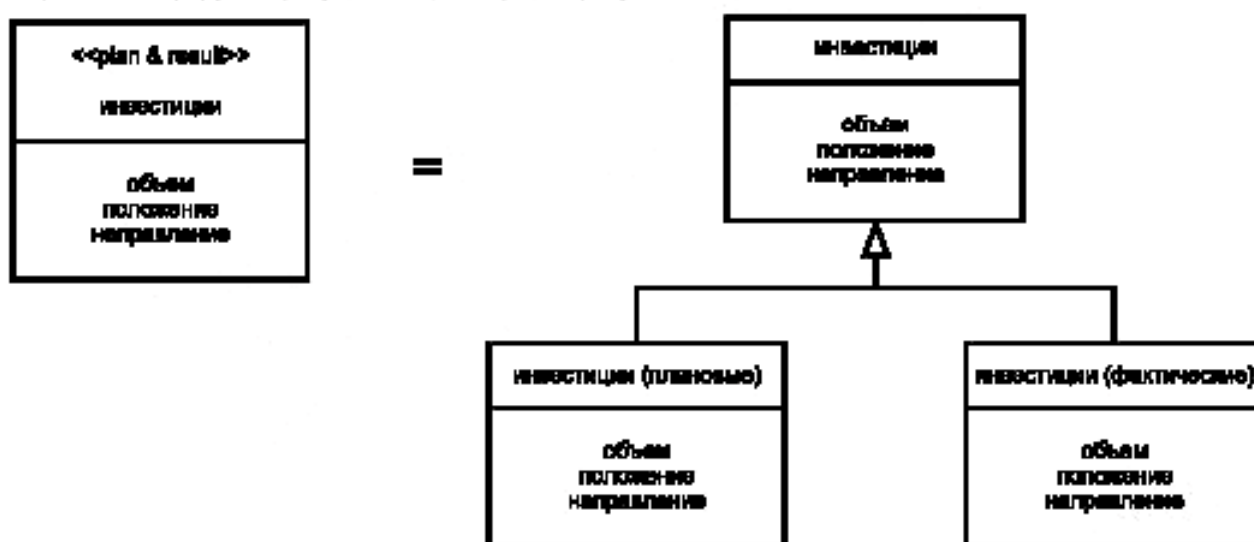 <<plan & result>>
инвестиции
объем
положение
направление
=
инвестиции
объем
положение
направление
инвестиции (плановые)
объем
положение
направление
инвестиции (фактические)
объем
положение
направление